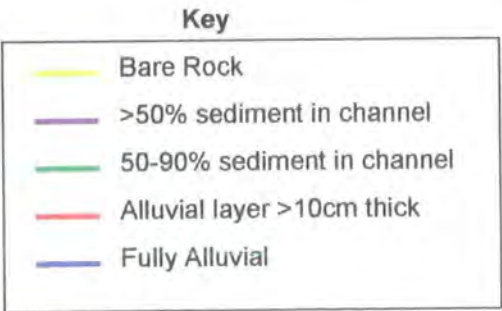 Key
Bare Rock
>50% sediment in channel
50-90% sediment in channel
Alluvial layer >10cm thick
Fully Alluvial